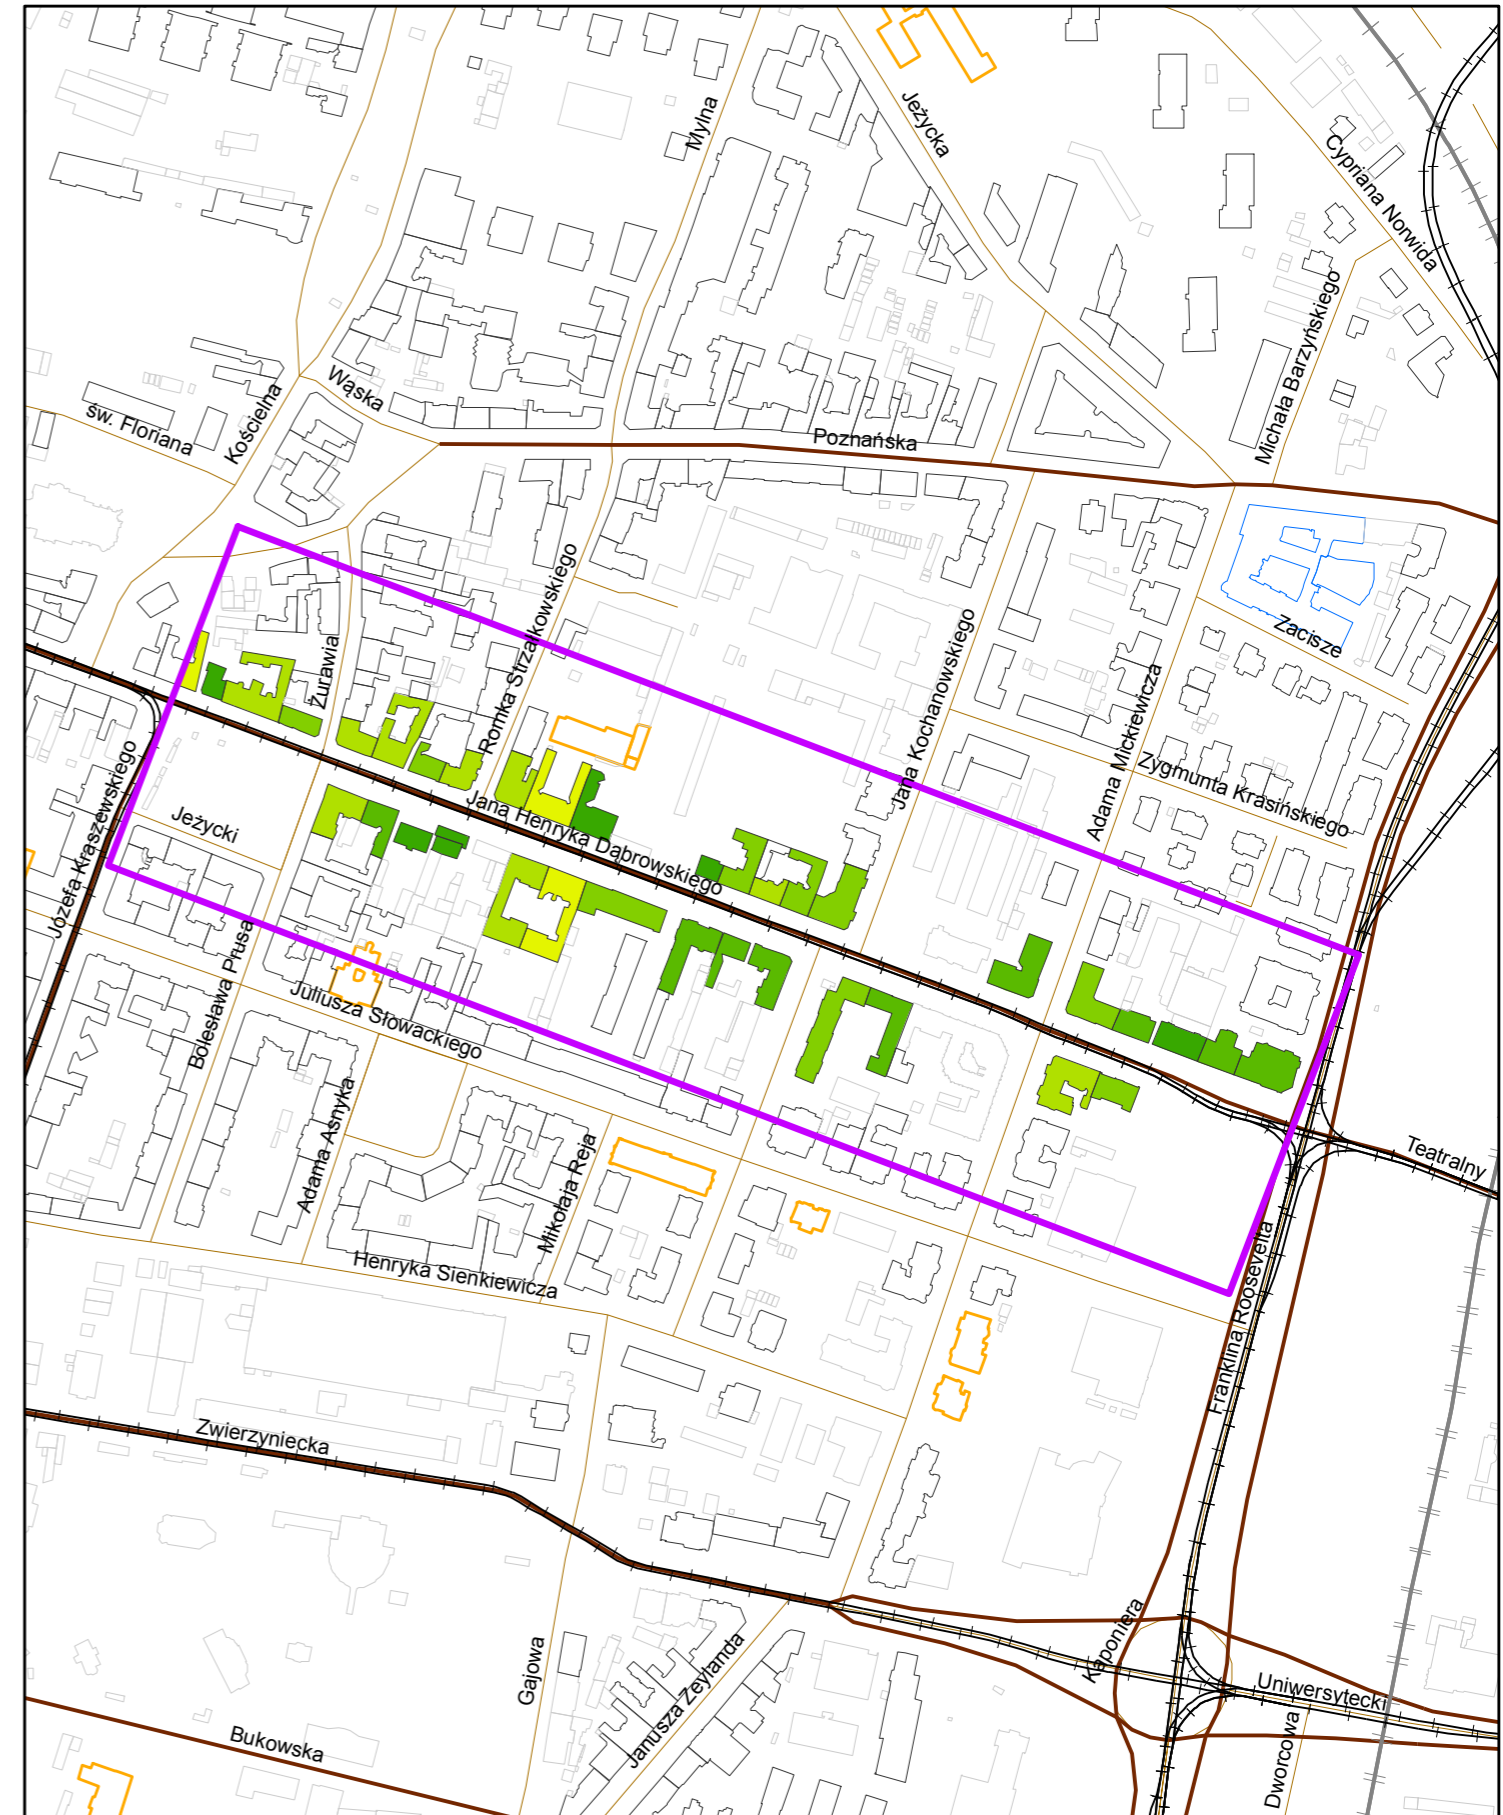 Mylna
Jeżycka
Cypriana Norwida
Michała Barzyńskiego
Wąska
św. Floriana
Kościelna
Poznańska
Zacisze
Żurawia
Romka Strzałkowskiego
Jana Kochanowskiego
Adama Mickiewicza
Zygmunta Krasińskiego
Józefa Kraszewskiego
Jeżycki
Jana Henryka Dąbrowskiego
Bolesława Prusa
Juliusza Słowackiego
Adama Asnyka
Mikołaja Reja
Teatralny
Henryka Sienkiewicza
Franklina Roosevelta
Zwierzyniecka
Kaponiera
Gajowa
Janusza Zeylanda
Uniwersytecki
Dworcowa
Bukowska